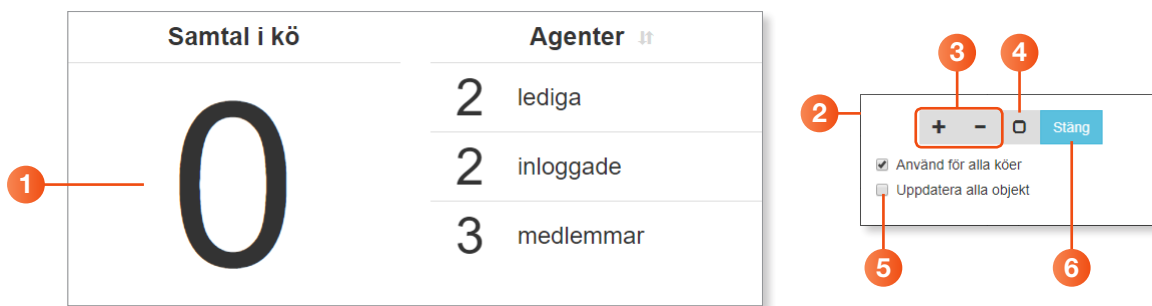 Samtal i kö
Agenter
0
2 lediga
2 inloggade
3 medlemmar
1
3
4
2
+ - Stäng
Använd för alla köer
Uppdatera alla objekt
5
6